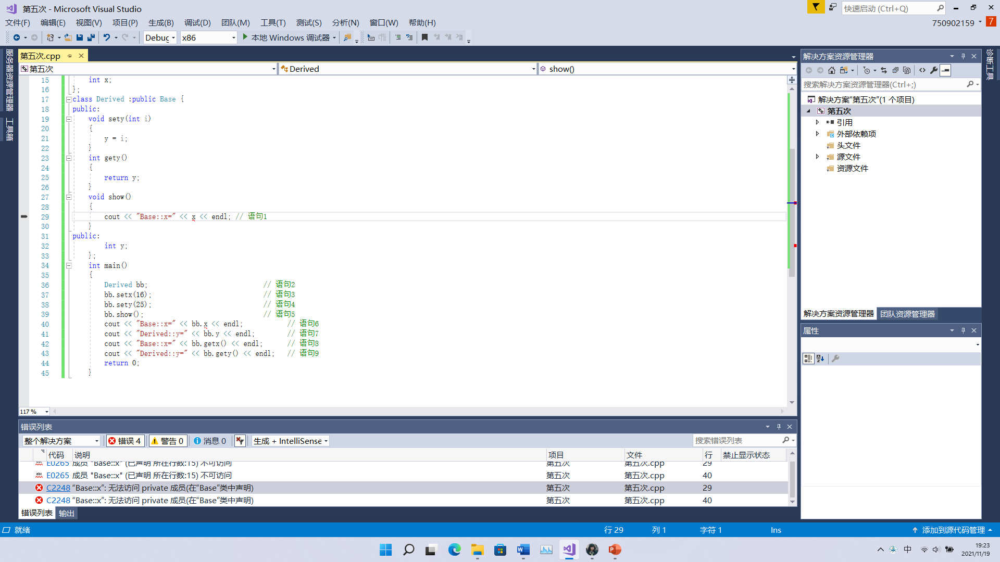 第五次 - Microsoft Visual Studio
快速启动 (Ctrl+Q)
文件(F) 编辑(E) 视图(V) 项目(P) 生成(B) 调试(D) 团队(M) 工具(T) 测试(S) 分析(N) 窗口(W) 帮助(H)
750902159
7
Debug x86 本地 Windows 调试器
服务器资源管理器
工具箱
第五次.cpp
第五次 Derived show()
15 int x;
16 };
17 class Derived :public Base {
18 public:
19 void sety(int i)
20 {
21 y = i;
22 }
23 int gety()
24 {
25 return y;
26 }
27 void show()
28 {
29 cout << "Base::x=" << x << endl; // 语句1
30 }
31 public:
32 int y;
33 };
34 int main()
35 {
36 Derived bb; // 语句2
37 bb.setx(16); // 语句3
38 bb.sety(25); // 语句4
39 bb.show(); // 语句5
40 cout << "Base::x=" << bb.x << endl; // 语句6
41 cout << "Derived::y=" << bb.y << endl; // 语句7
42 cout << "Base::x=" << bb.getx() << endl; // 语句8
43 cout << "Derived::y=" << bb.gety() << endl; // 语句9
44 return 0;
45 }
117 %
解决方案资源管理器
搜索解决方案资源管理器(Ctrl+;)
解决方案"第五次"(1 个项目)
第五次
引用
外部依赖项
头文件
源文件
资源文件
解决方案资源管理器 团队资源管理器
属性
诊断工具
错误列表
整个解决方案 错误 4 警告 0 消息 0 生成 + IntelliSense 搜索错误列表
代码 说明 项目 文件 行 禁止显示状态
E0265 成员 "Base::x" (已声明 所在行数:15) 不可访问 第五次 第五次.cpp 29
E0265 成员 "Base::x" (已声明 所在行数:15) 不可访问 第五次 第五次.cpp 40
C2248 “Base::x”: 无法访问 private 成员(在“Base”类中声明) 第五次 第五次.cpp 29
C2248 “Base::x”: 无法访问 private 成员(在“Base”类中声明) 第五次 第五次.cpp 40
错误列表 输出
就绪 行 29 列 1 字符 1 Ins 添加到源代码管理
中
19:23
2021/11/19